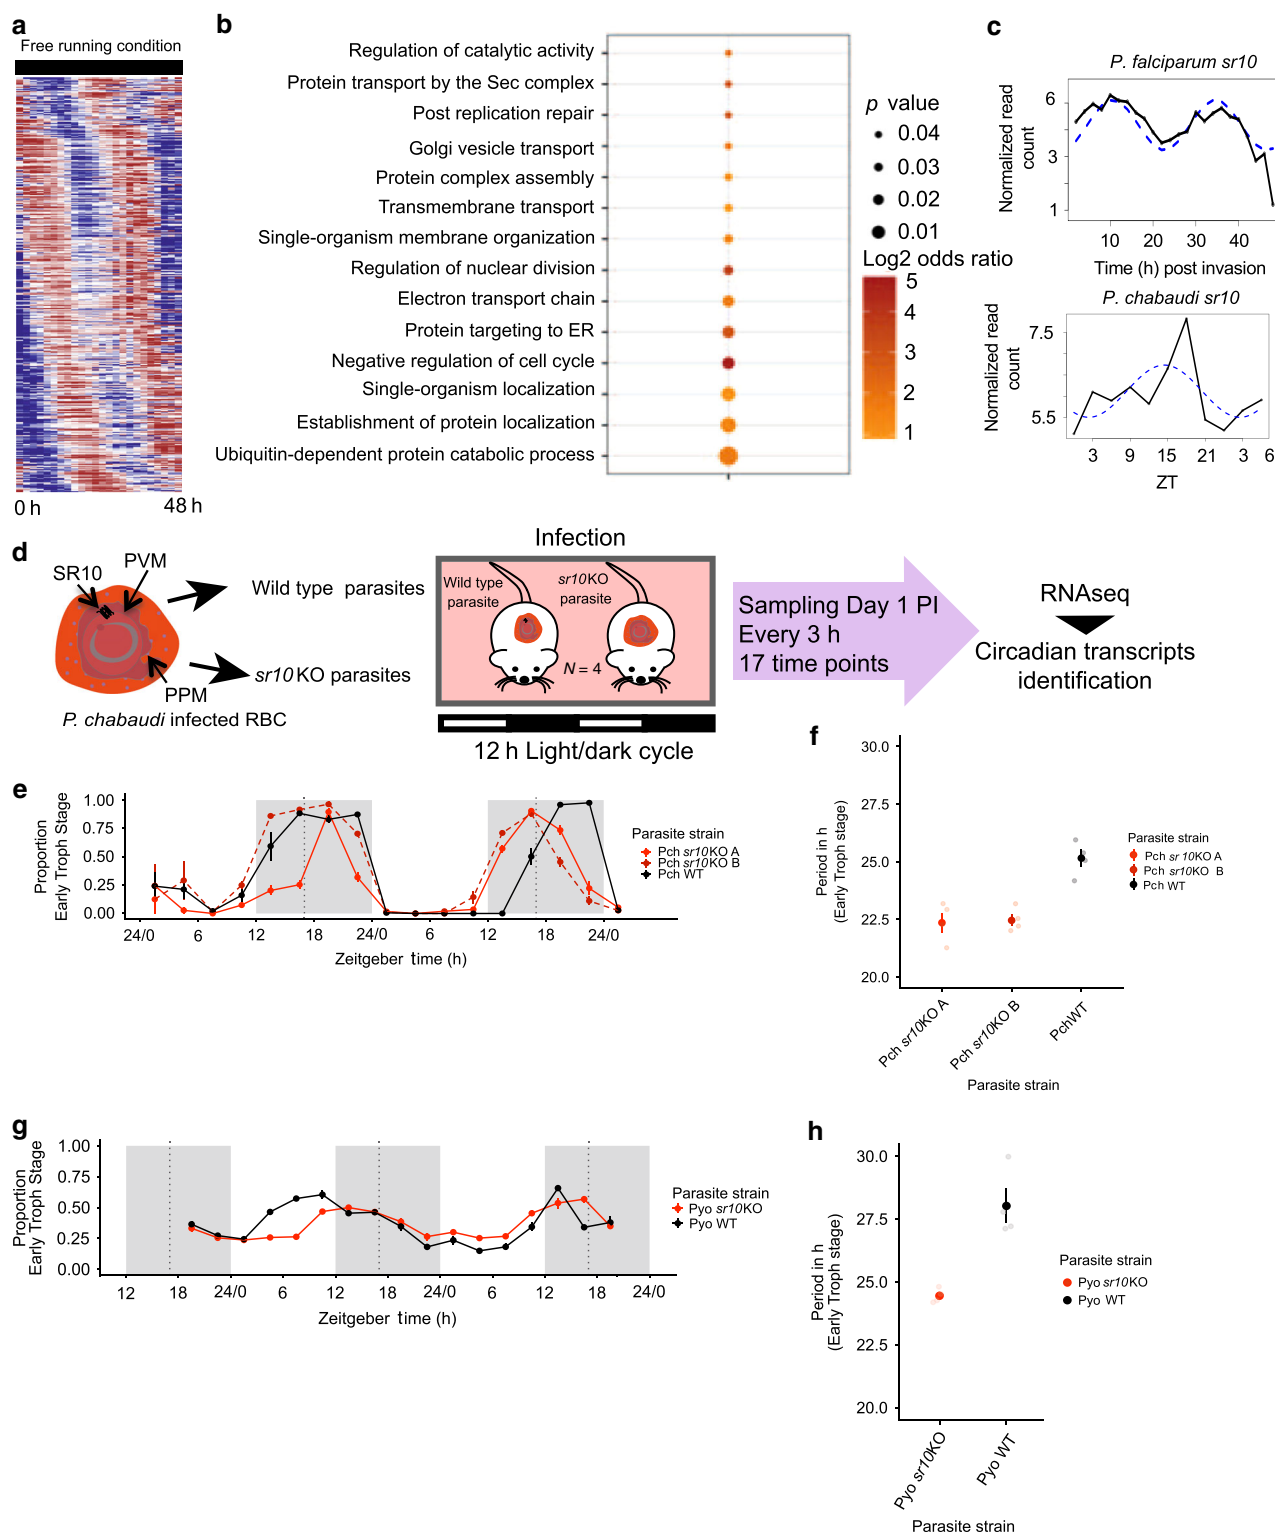 a
Free running condition
0 h
48 h
b
Regulation of catalytic activity
Protein transport by the Sec complex
Post replication repair
Golgi vesicle transport
Protein complex assembly
Transmembrane transport
Single-organism membrane organization
Regulation of nuclear division
Electron transport chain
Protein targeting to ER
Negative regulation of cell cycle
Single-organism localization
Establishment of protein localization
Ubiquitin-dependent protein catabolic process
p value
0.04
0.03
0.02
0.01
Log2 odds ratio
5
4
3
2
1
c
P. falciparum sr10
Normalized read
count
6
3
1
10 20 30 40
Time (h) post invasion
P. chabaudi sr10
Normalized read
count
7.5
5.5
3 9 15 21 3 6
ZT
d
SR10
PVM
PPM
P. chabaudi infected RBC
Wild type parasites
sr10 KO parasites
Infection
Wild type
parasite
sr10KO
parasite
N = 4
12 h Light/dark cycle
Sampling Day 1 PI
Every 3 h
17 time points
RNAseq
Circadian transcripts
identification
e
Proportion
Early Troph Stage
1.00
0.75
0.50
0.25
0.00
24/0 6 12 18 24/0 6 12 18 24/0
Zeitgeber time (h)
Parasite strain
Pch sr10KO A
Pch sr10KO B
Pch WT
f
Period in h
(Early Troph stage)
30.0
27.5
25.0
22.5
20.0
Pch sr10KO A
Pch sr10KO B
PchWT
Parasite strain
Parasite strain
Pch sr 10KO A
Pch sr10KO B
Pch WT
g
Proportion
Early Troph Stage
1.00
0.75
0.50
0.25
0.00
12 18 24/0 6 12 18 24/0 6 12 18 24/0
Zeitgeber time (h)
Parasite strain
Pyo sr10KO
Pyo WT
h
Period in h
(Early Troph stage)
30.0
27.5
25.0
22.5
20.0
Pyo sr10KO
Pyo WT
Parasite strain
Parasite strain
Pyo sr10KO
Pyo WT